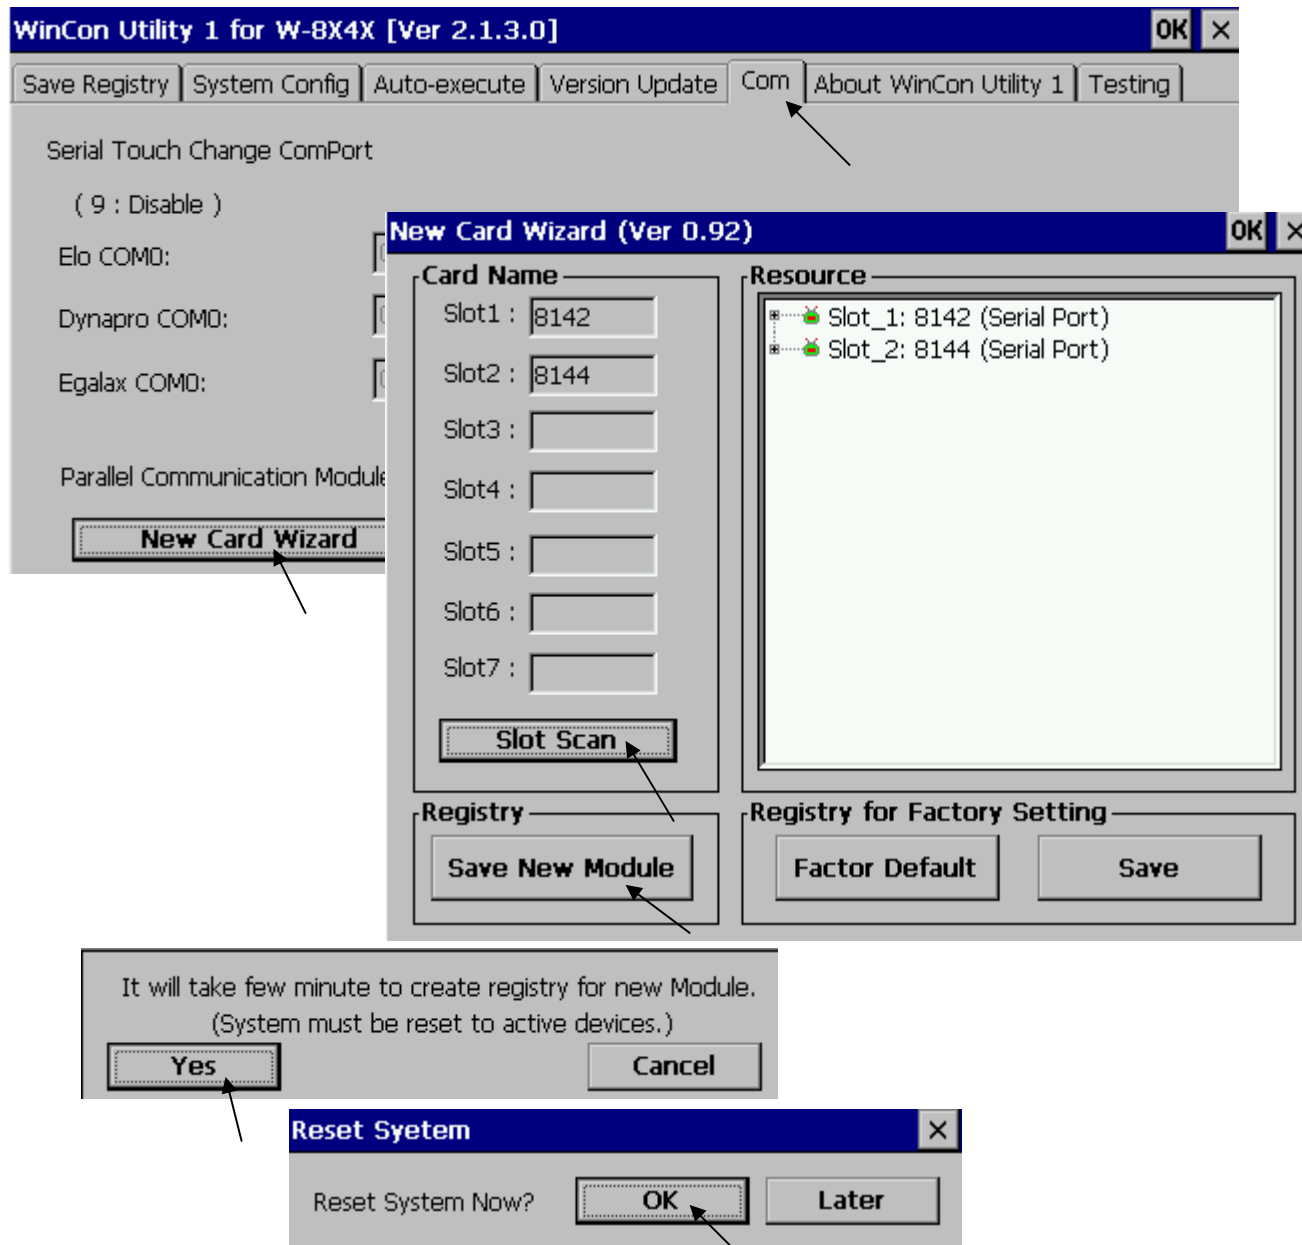 WinCon Utility 1 for W-8X4X [Ver 2.1.3.0] OK ×
Save Registry System Config Auto-execute Version Update Com About WinCon Utility 1 Testing
Serial Touch Change ComPort
( 9 : Disable )
Elo COM0:
Dynapro COM0:
Egalax COM0:
Parallel Communication Module
New Card Wizard
New Card Wizard (Ver 0.92) OK ×
Card Name
Slot1 : 8142
Slot2 : 8144
Slot3 :
Slot4 :
Slot5 :
Slot6 :
Slot7 :
Slot Scan
Resource
Slot_1: 8142 (Serial Port)
Slot_2: 8144 (Serial Port)
Registry
Save New Module
Registry for Factory Setting
Factor Default Save
It will take few minute to create registry for new Module.
(System must be reset to active devices.)
Yes Cancel
Reset Syetem ×
Reset System Now? OK Later